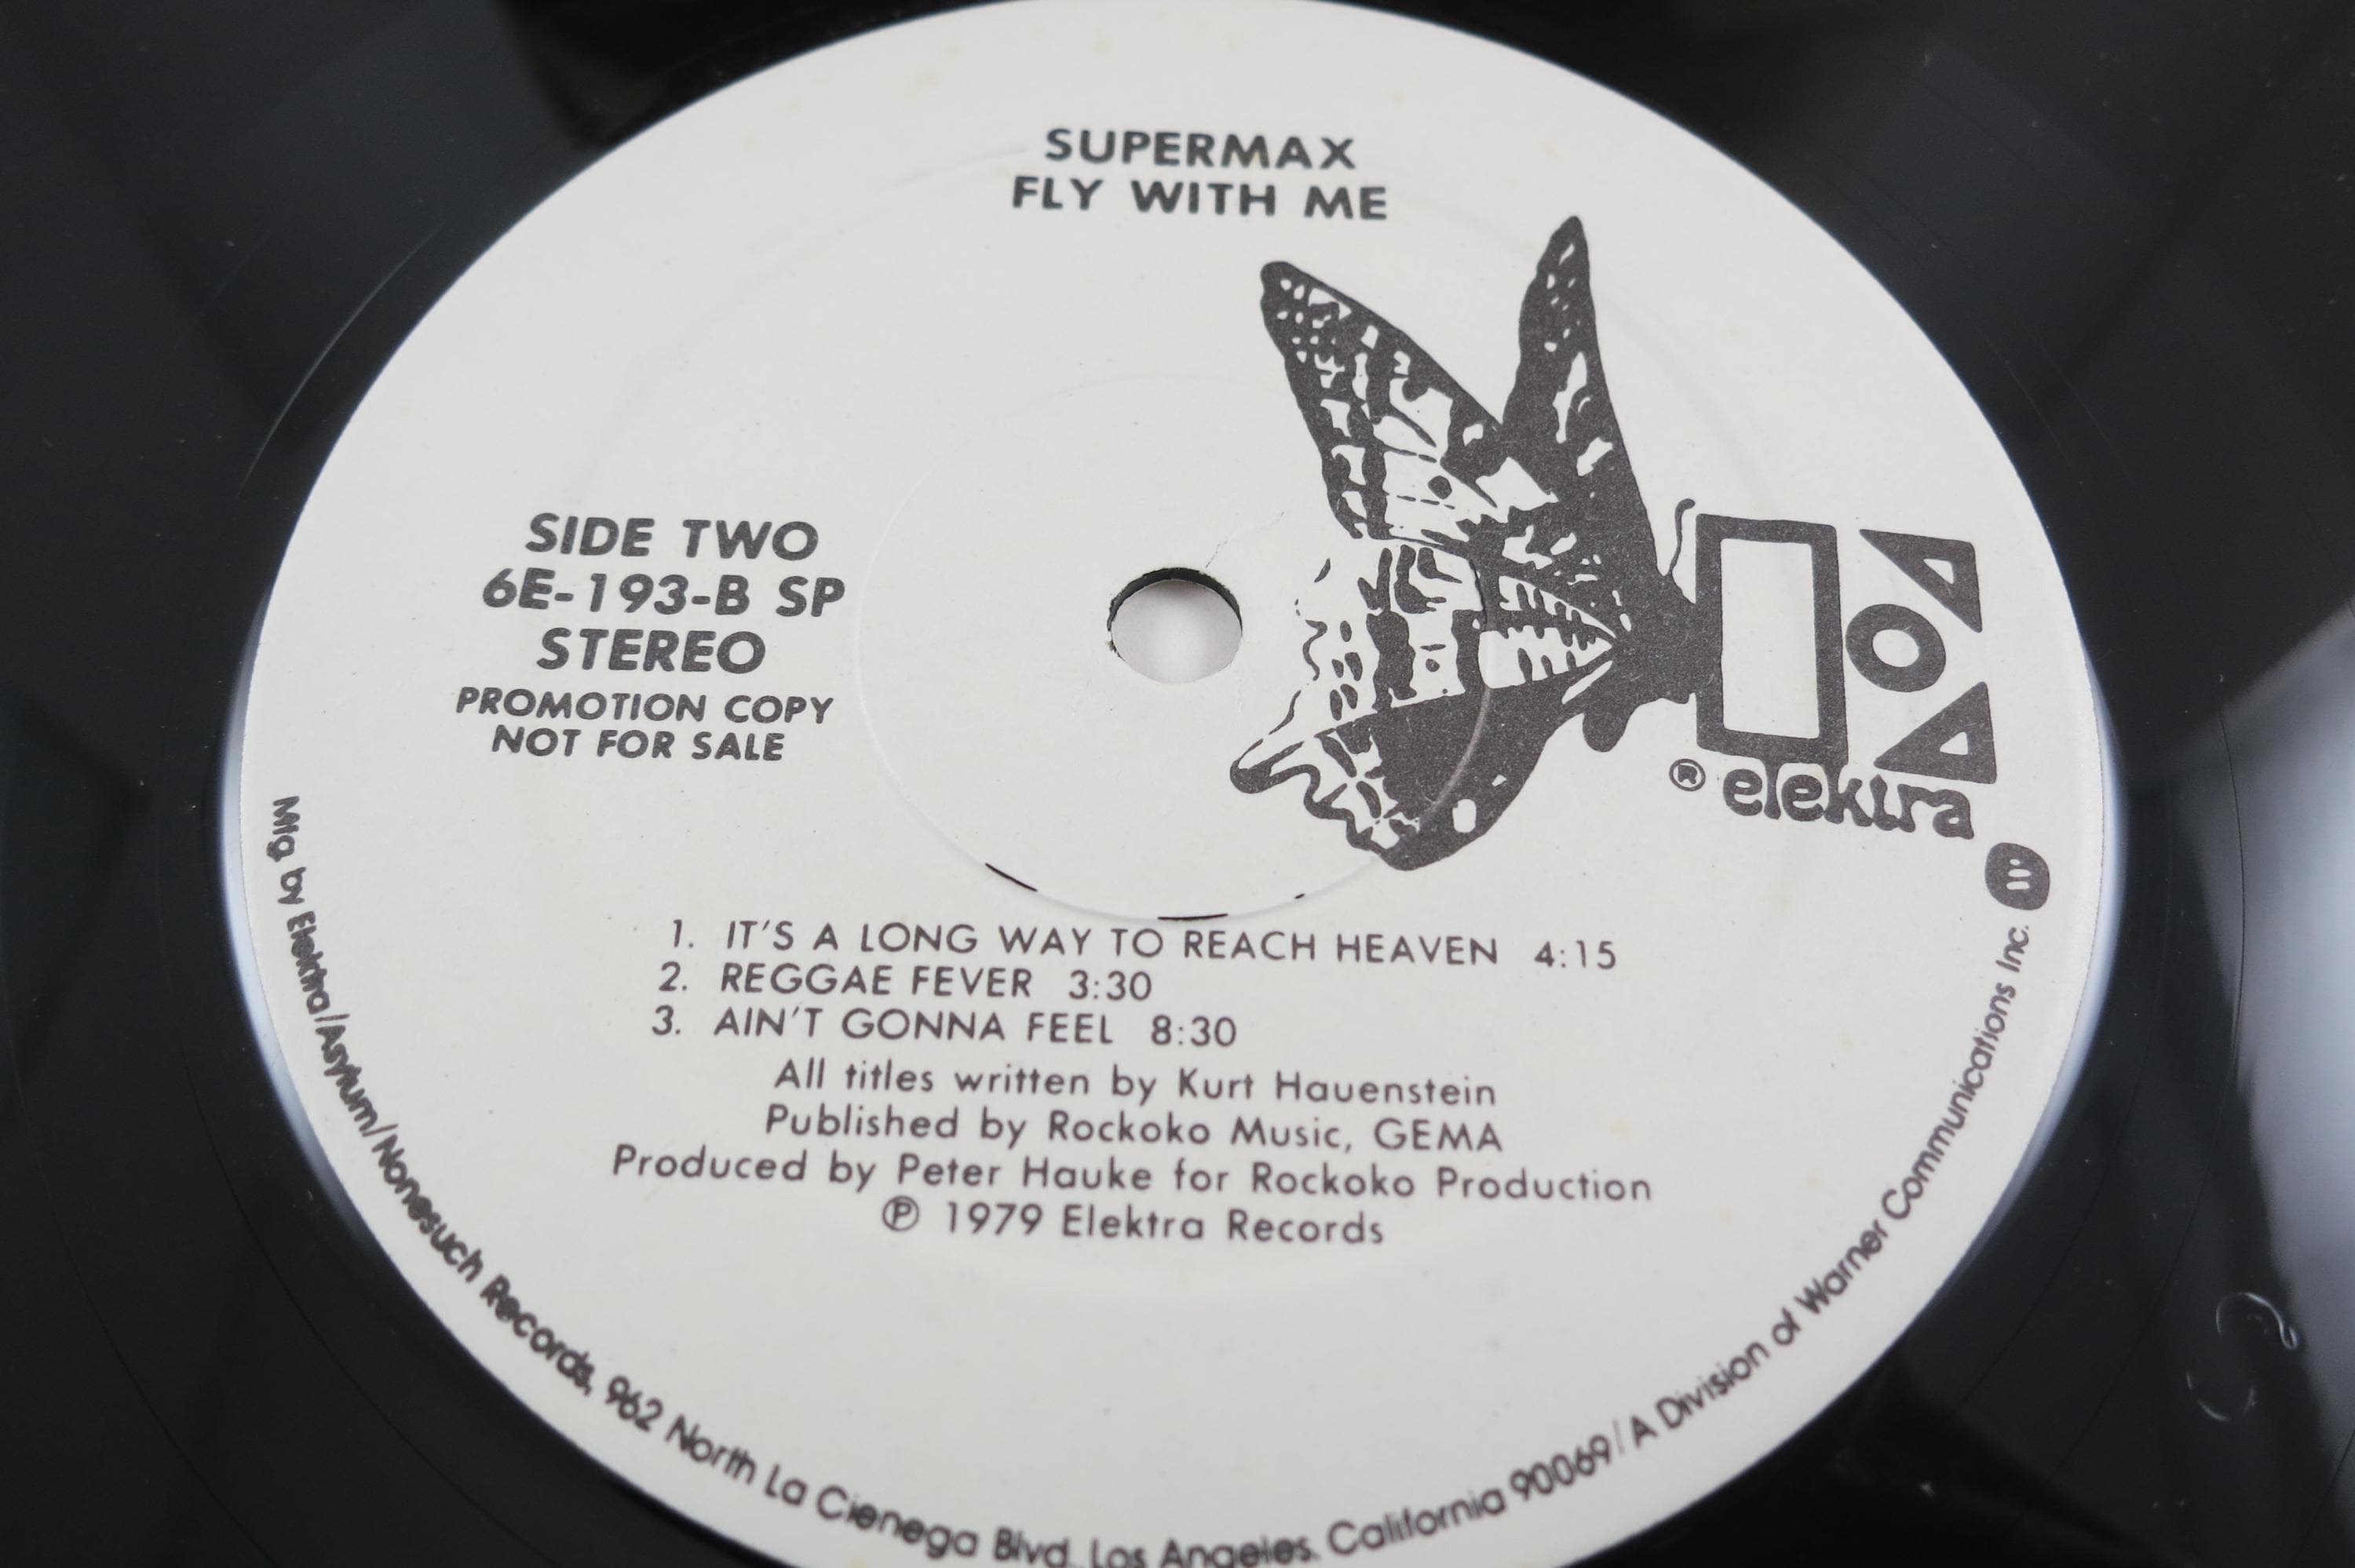 SUPERMAX
FLY WITH ME
SIDE TWO
6E-193-B SP
STEREO
PROMOTION COPY
NOT FOR SALE
® elektra
1. IT'S A LONG WAY TO REACH HEAVEN 4:15
2. REGGAE FEVER 3:30
3. AIN'T GONNA FEEL 8:30
All titles written by Kurt Hauenstein
Published by Rockoko Music, GEMA
Produced by Peter Hauke for Rockoko Production
℗ 1979 Elektra Records
Mfg by Elektra/Asylum/Nonesuch Records, 962 North La Cienega Blvd. Los Angeles. California 90069/A Division of Warner Communications Inc.